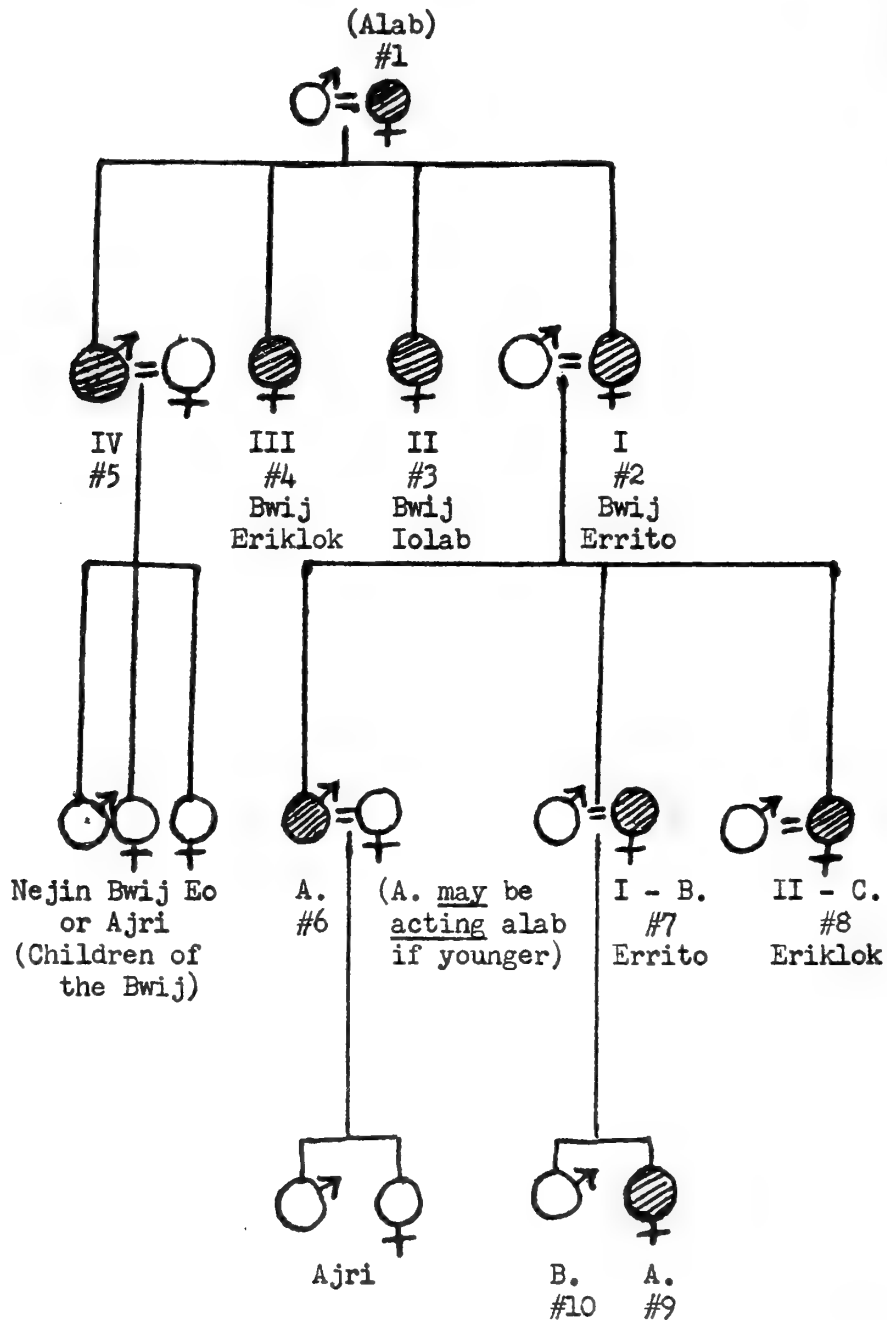 (Alab)
#1
IV
#5
III
#4
Bwij
Eriklok
II
#3
Bwij
Iolab
I
#2
Bwij
Errito
Nejin Bwij Eo
or Ajri
(Children of
the Bwij)
A.
#6
(A. may be
acting alab
if younger)
I - B.
#7
Errito
II - C.
#8
Eriklok
Ajri
B.
#10
A.
#9